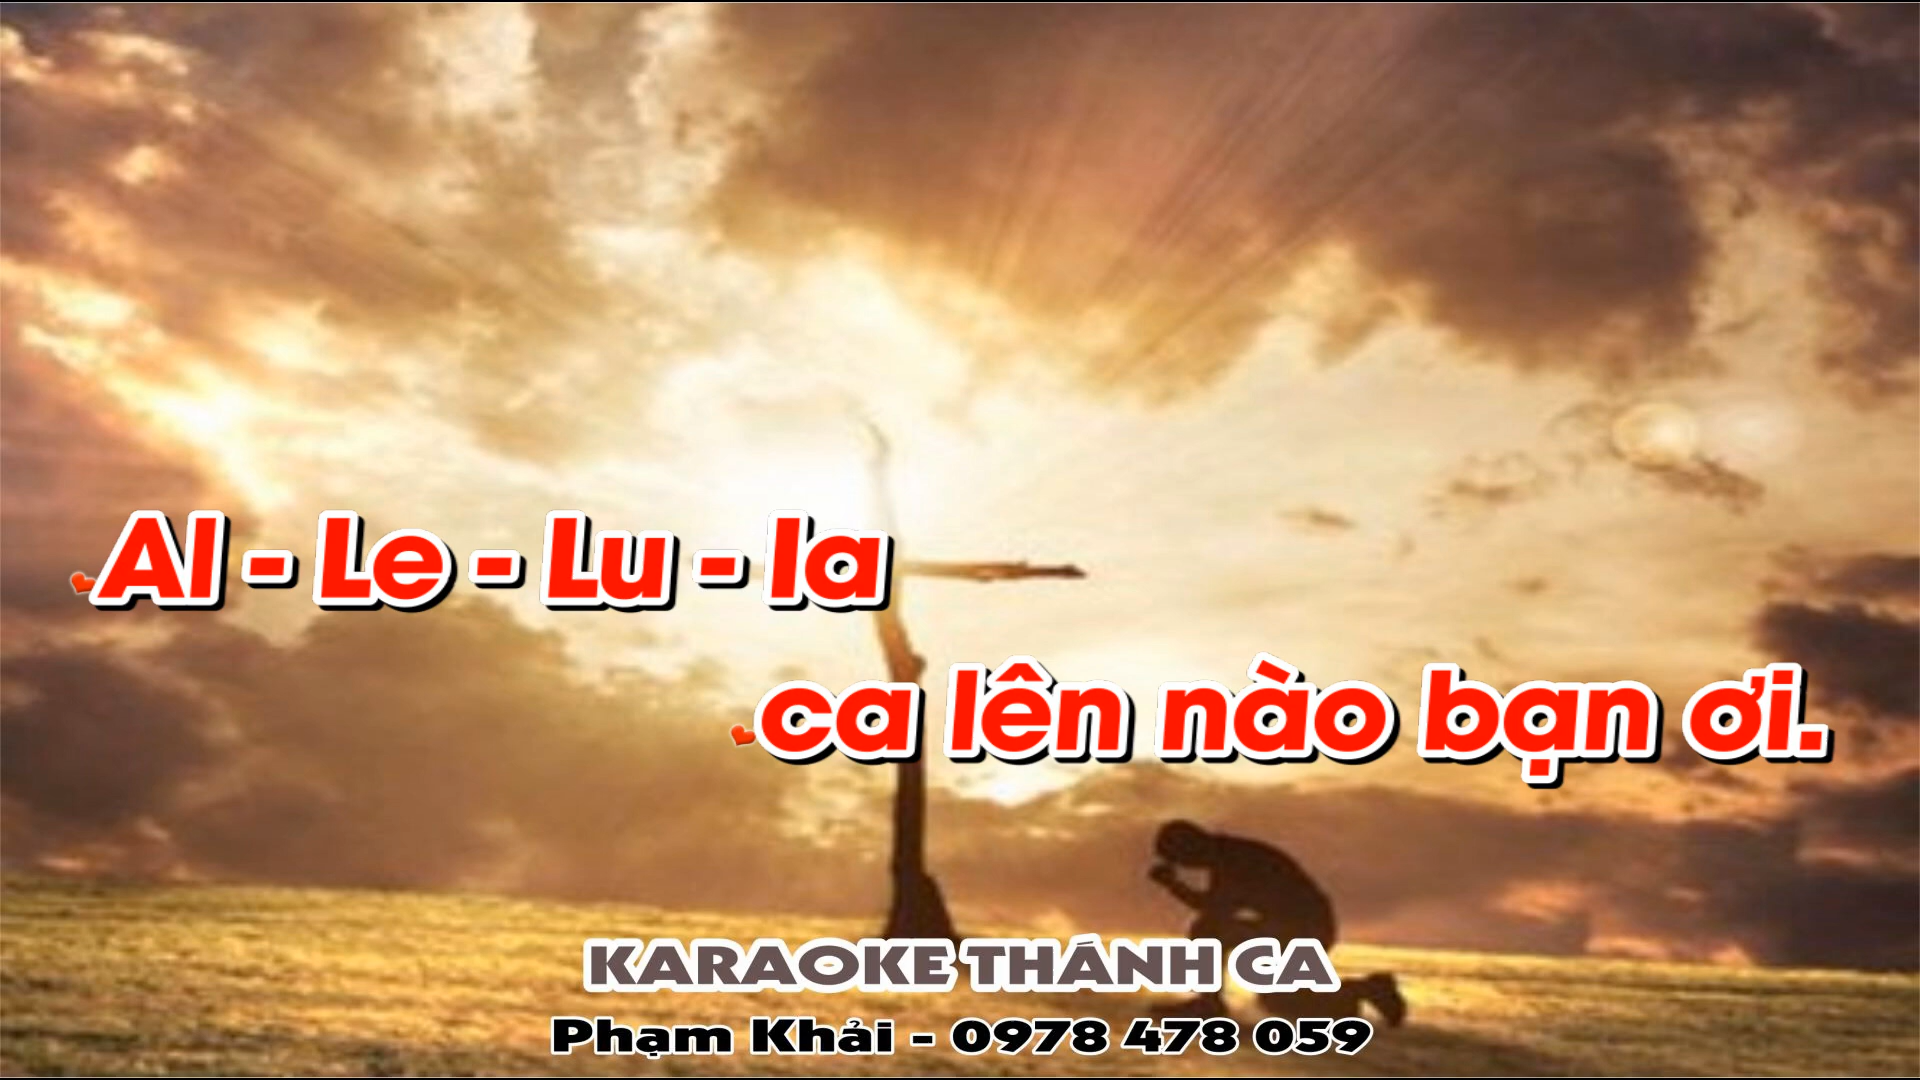 Al - Le - Lu - la
ca lên nào bạn ơi.
KARAOKE THÁNH CA
Phạm Khải - 0978 478 059